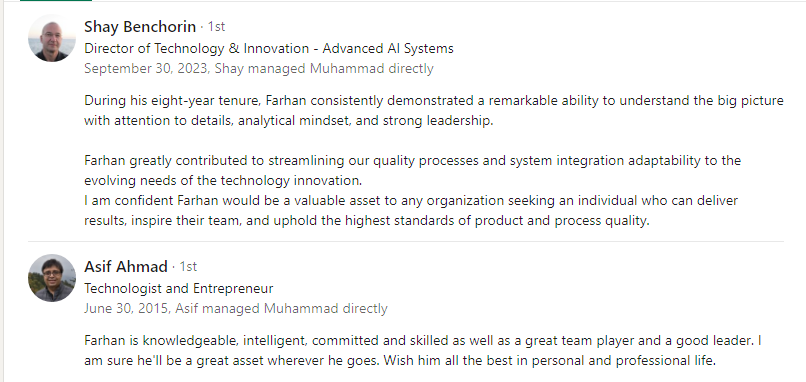 Shay Benchorin · 1st
Director of Technology & Innovation - Advanced AI Systems
September 30, 2023, Shay managed Muhammad directly
During his eight-year tenure, Farhan consistently demonstrated a remarkable ability to understand the big picture
with attention to details, analytical mindset, and strong leadership.
Farhan greatly contributed to streamlining our quality processes and system integration adaptability to the
evolving needs of the technology innovation.
I am confident Farhan would be a valuable asset to any organization seeking an individual who can deliver
results, inspire their team, and uphold the highest standards of product and process quality.
Asif Ahmad · 1st
Technologist and Entrepreneur
June 30, 2015, Asif managed Muhammad directly
Farhan is knowledgeable, intelligent, committed and skilled as well as a great team player and a good leader. I
am sure he'll be a great asset wherever he goes. Wish him all the best in personal and professional life.